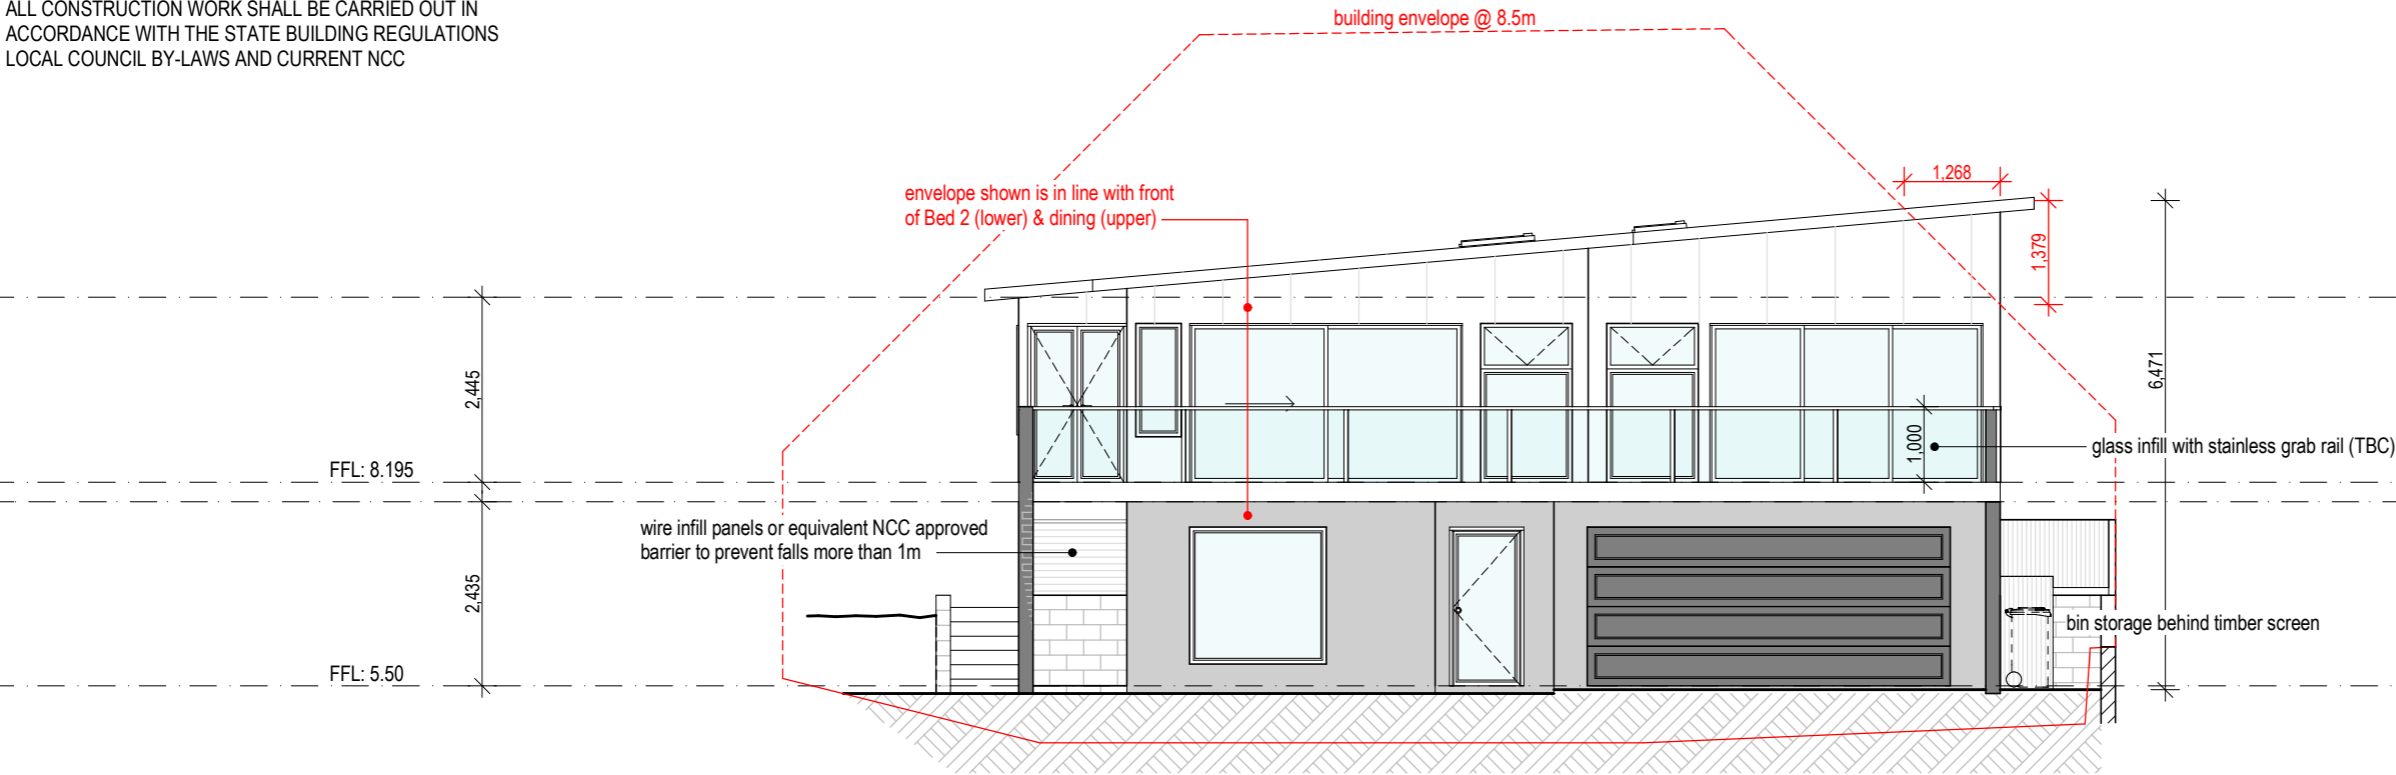 ALL CONSTRUCTION WORK SHALL BE CARRIED OUT IN
ACCORDANCE WITH THE STATE BUILDING REGULATIONS
LOCAL COUNCIL BY-LAWS AND CURRENT NCC
building envelope @ 8.5m
1,268
envelope shown is in line with front
of Bed 2 (lower) & dining (upper)
1,379
2,445
6,471
1,000
glass infill with stainless grab rail (TBC)
FFL: 8.195
wire infill panels or equivalent NCC approved
barrier to prevent falls more than 1m
2,435
bin storage behind timber screen
FFL: 5.50